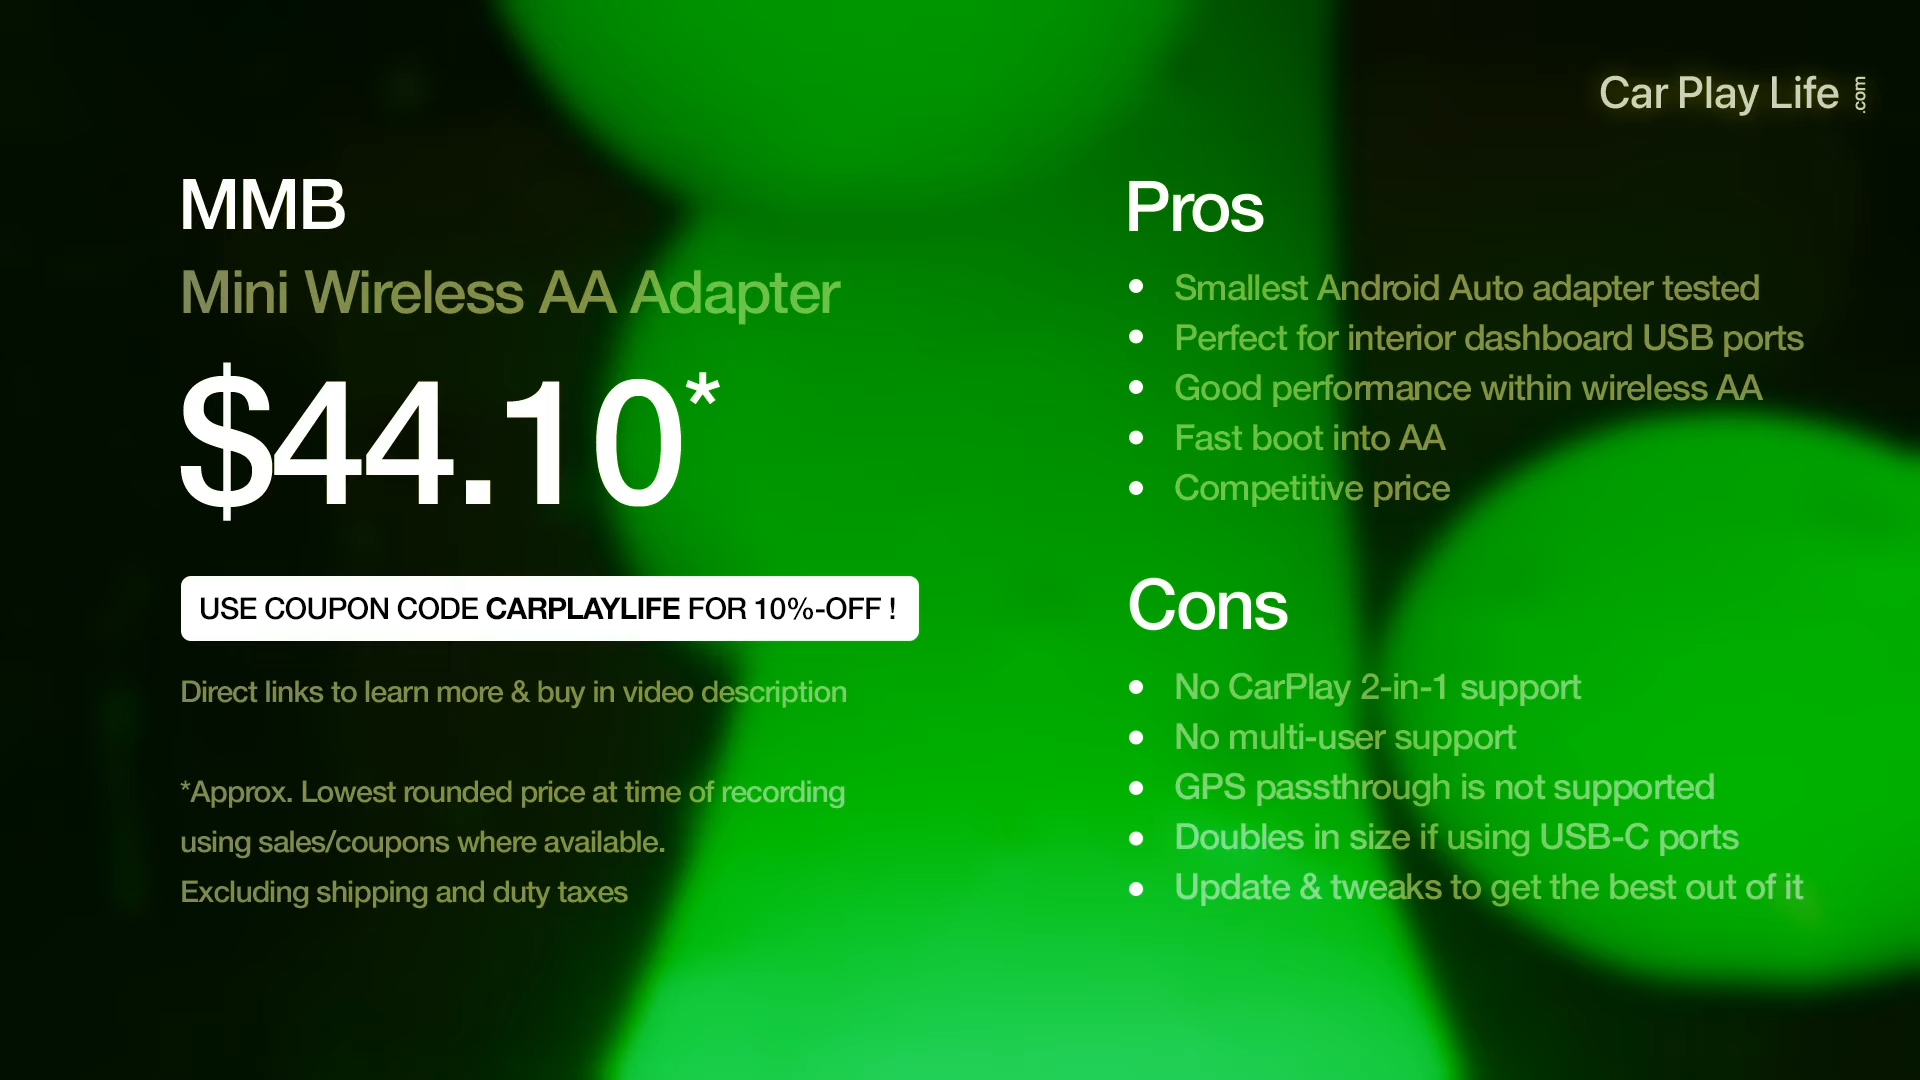 Car Play Life .com
MMB
Mini Wireless AA Adapter
$44.10*
USE COUPON CODE CARPLAYLIFE FOR 10%-OFF !
Direct links to learn more & buy in video description
*Approx. Lowest rounded price at time of recording
using sales/coupons where available.
Excluding shipping and duty taxes
Pros
• Smallest Android Auto adapter tested
• Perfect for interior dashboard USB ports
• Good performance within wireless AA
• Fast boot into AA
• Competitive price
Cons
• No CarPlay 2-in-1 support
• No multi-user support
• GPS passthrough is not supported
• Doubles in size if using USB-C ports
• Update & tweaks to get the best out of it